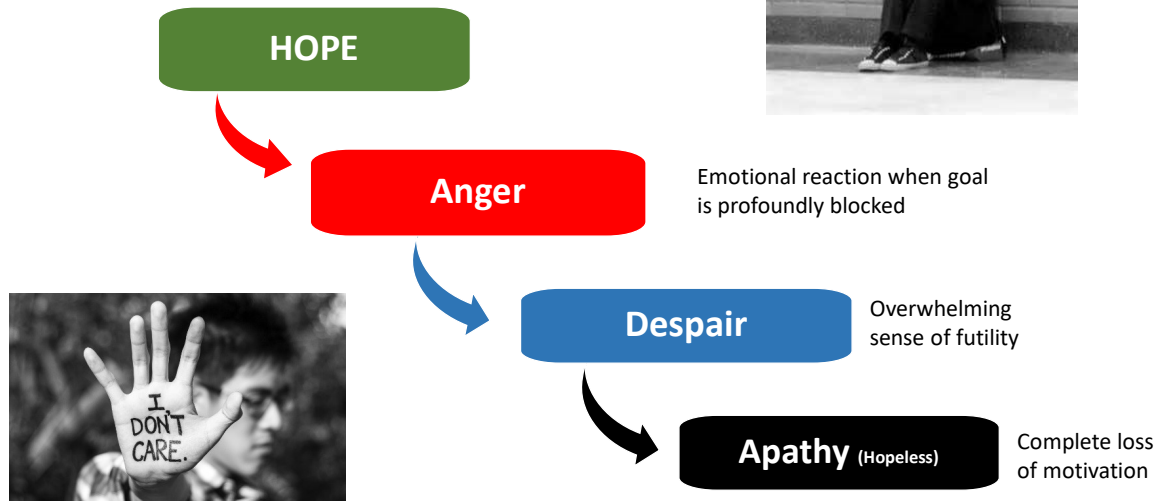 HOPE
Anger
Emotional reaction when goal
is profoundly blocked
Despair
Overwhelming
sense of futility
I
DON'T
CARE.
Apathy (Hopeless)
Complete loss
of motivation